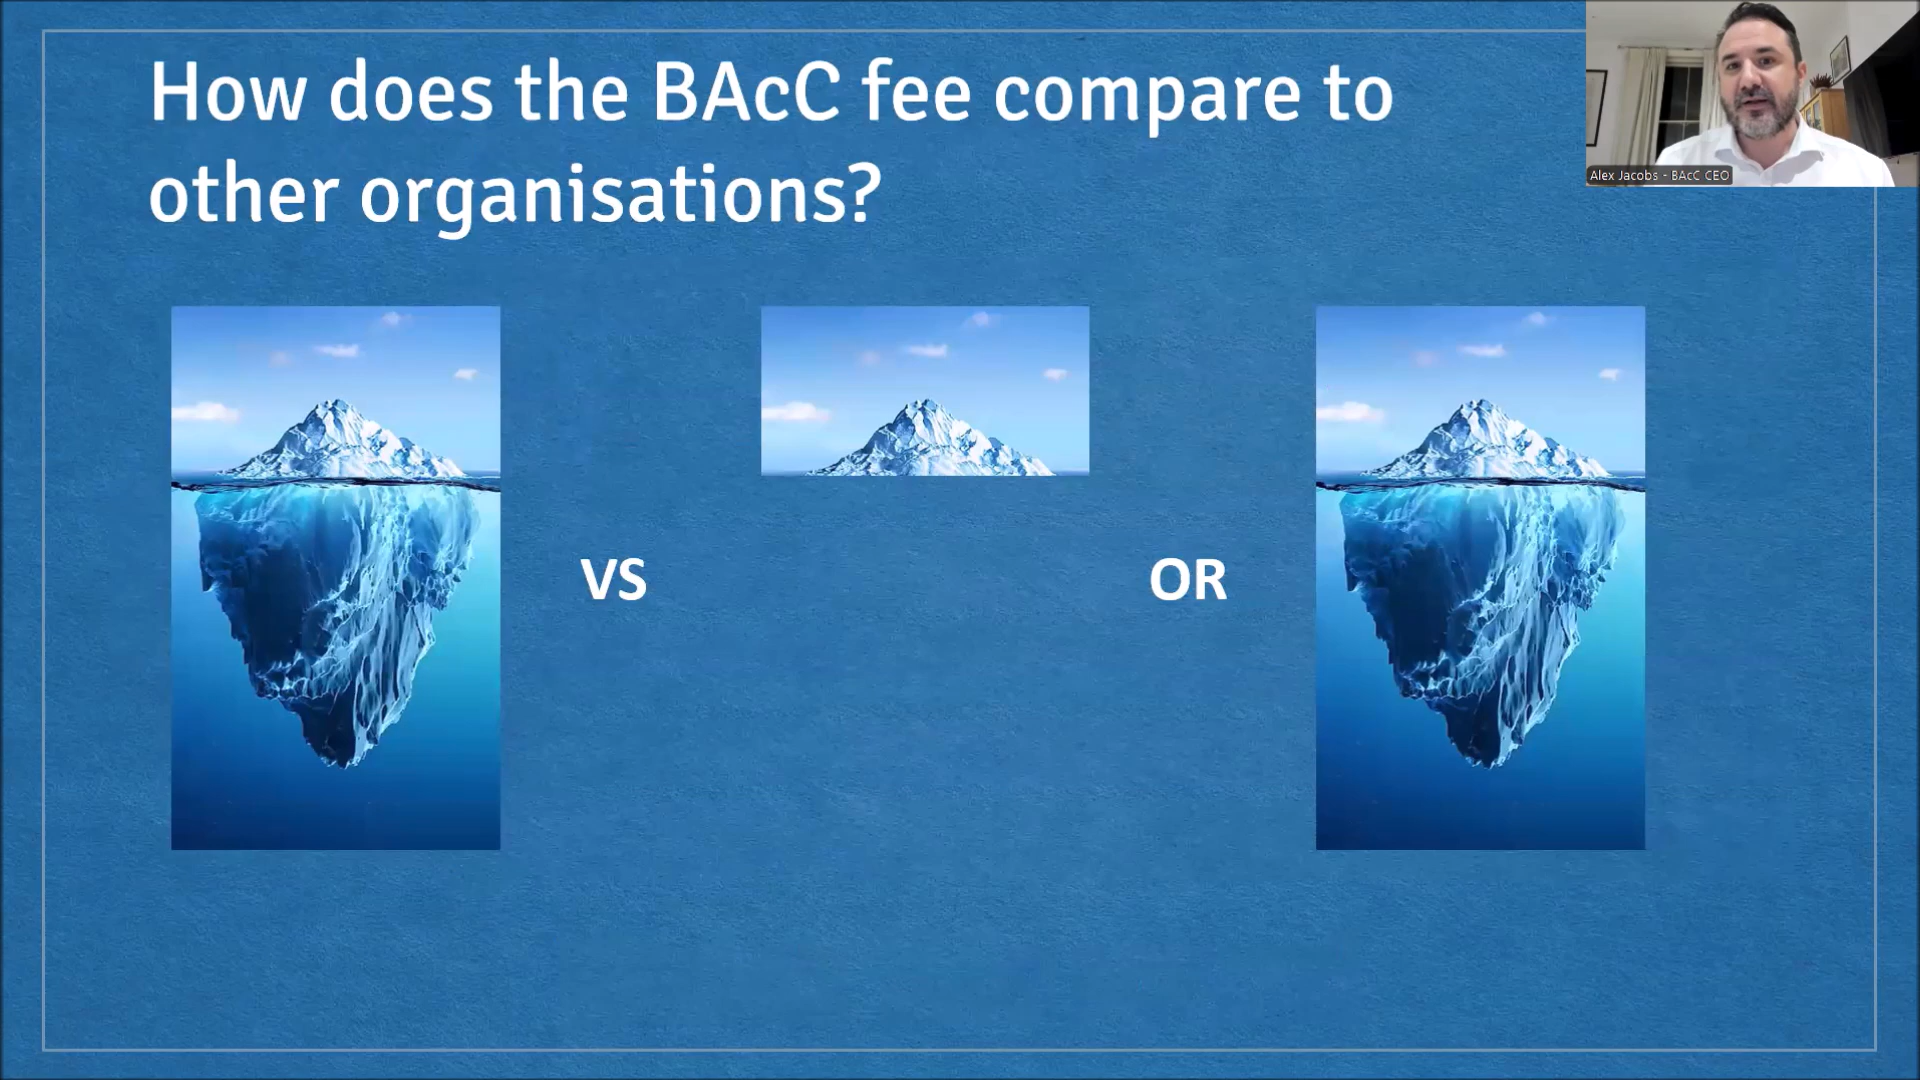 How does the BAcC fee compare to
other organisations?
Alex Jacobs - BAcC CEO
VS
OR